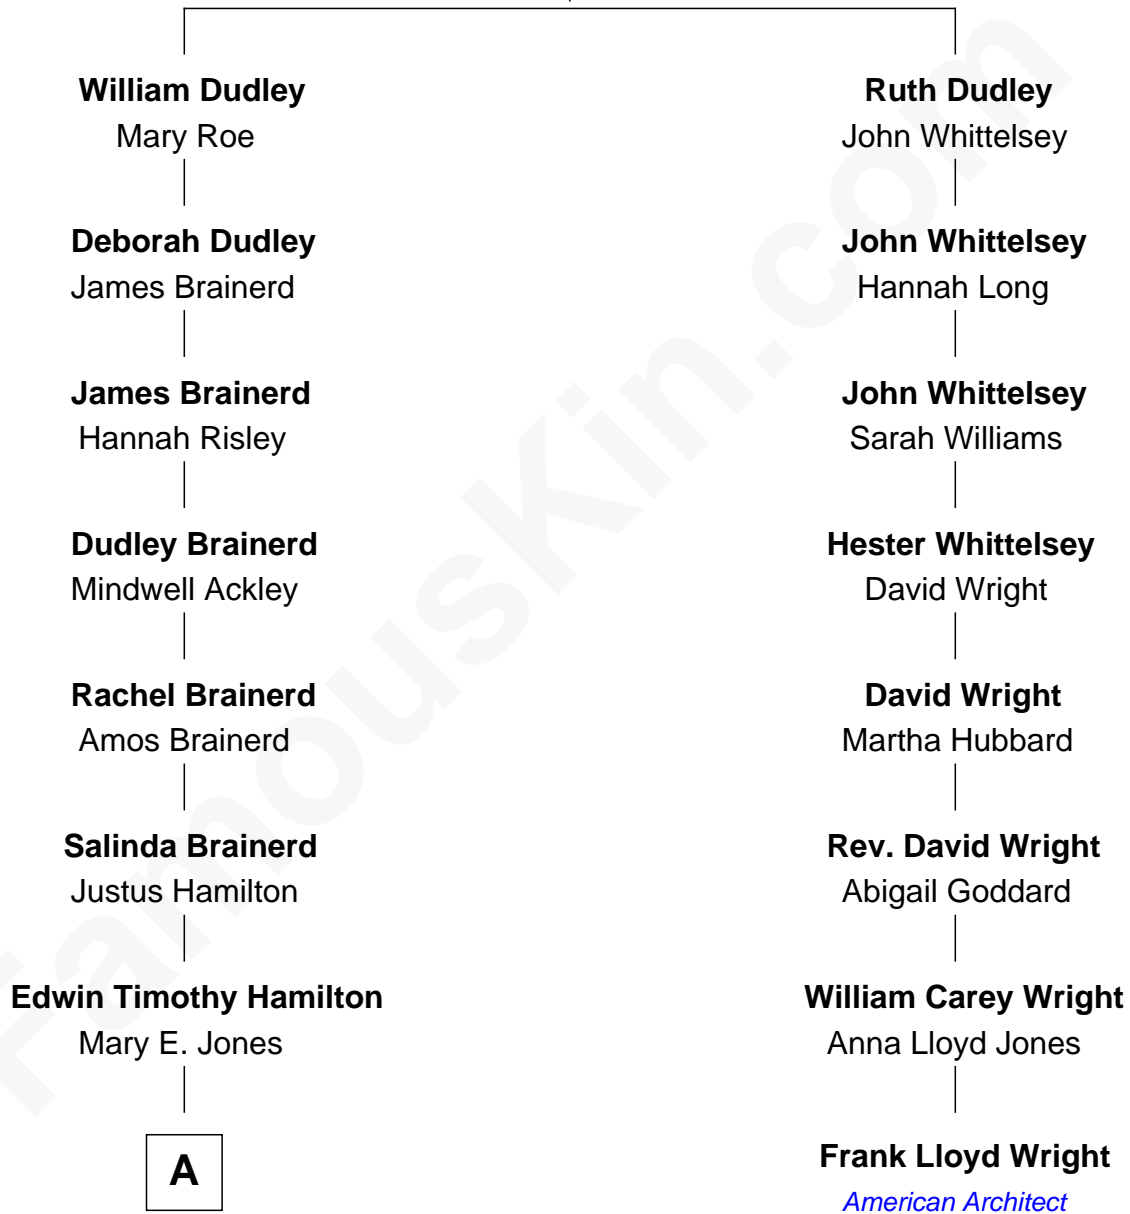 William Dudley
Mary Roe
Ruth Dudley
John Whittelsey
Deborah Dudley
James Brainerd
John Whittelsey
Hannah Long
James Brainerd
Hannah Risley
John Whittelsey
Sarah Williams
Dudley Brainerd
Mindwell Ackley
Hester Whittelsey
David Wright
Rachel Brainerd
Amos Brainerd
David Wright
Martha Hubbard
Salinda Brainerd
Justus Hamilton
Rev. David Wright
Abigail Goddard
Edwin Timothy Hamilton
Mary E. Jones
William Carey Wright
Anna Lloyd Jones
A
Frank Lloyd Wright
American Architect
FamousKin.com